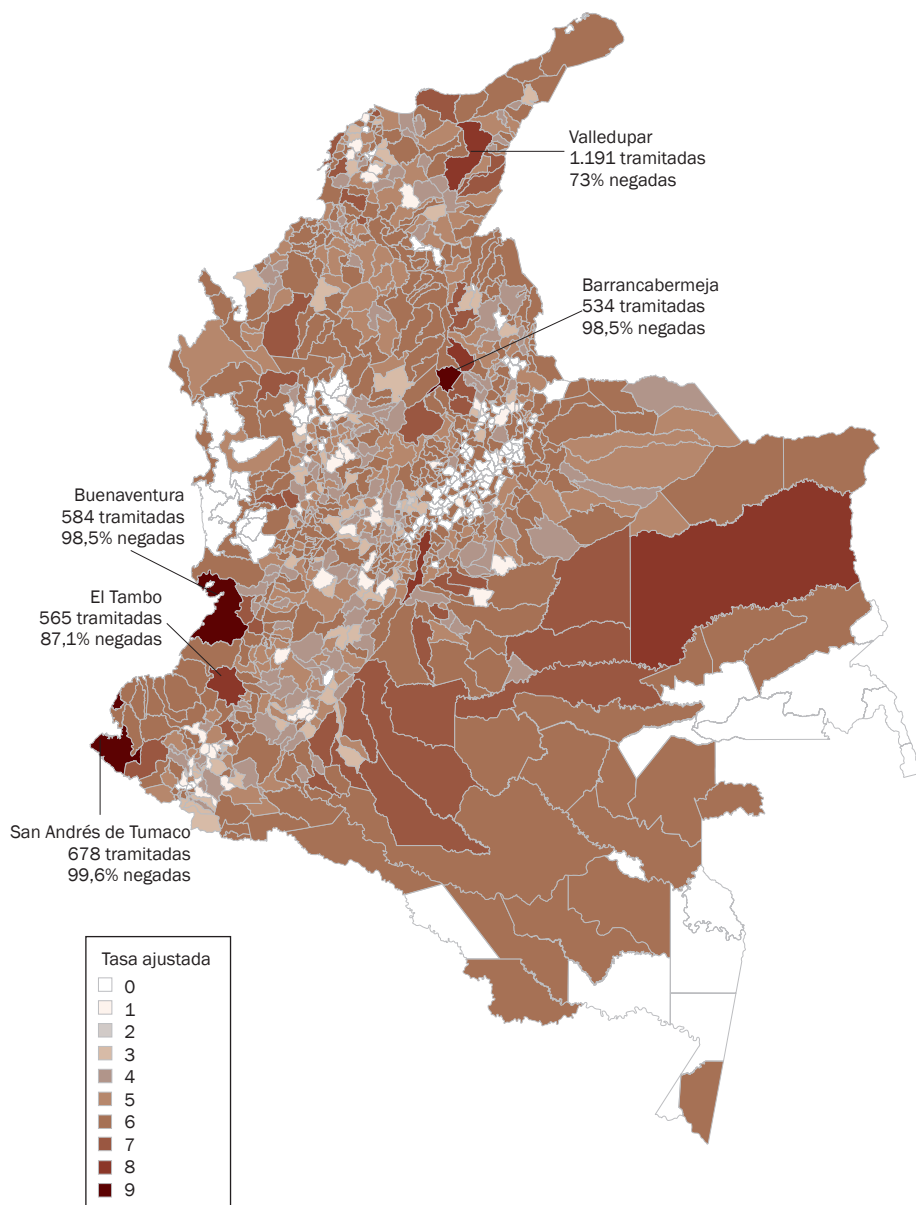 Valledupar
1.191 tramitadas
73% negadas
Barrancabermeja
534 tramitadas
98,5% negadas
Buenaventura
584 tramitadas
98,5% negadas
El Tambo
565 tramitadas
87,1% negadas
San Andrés de Tumaco
678 tramitadas
99,6% negadas
Tasa ajustada
0
1
2
3
4
5
6
7
8
9